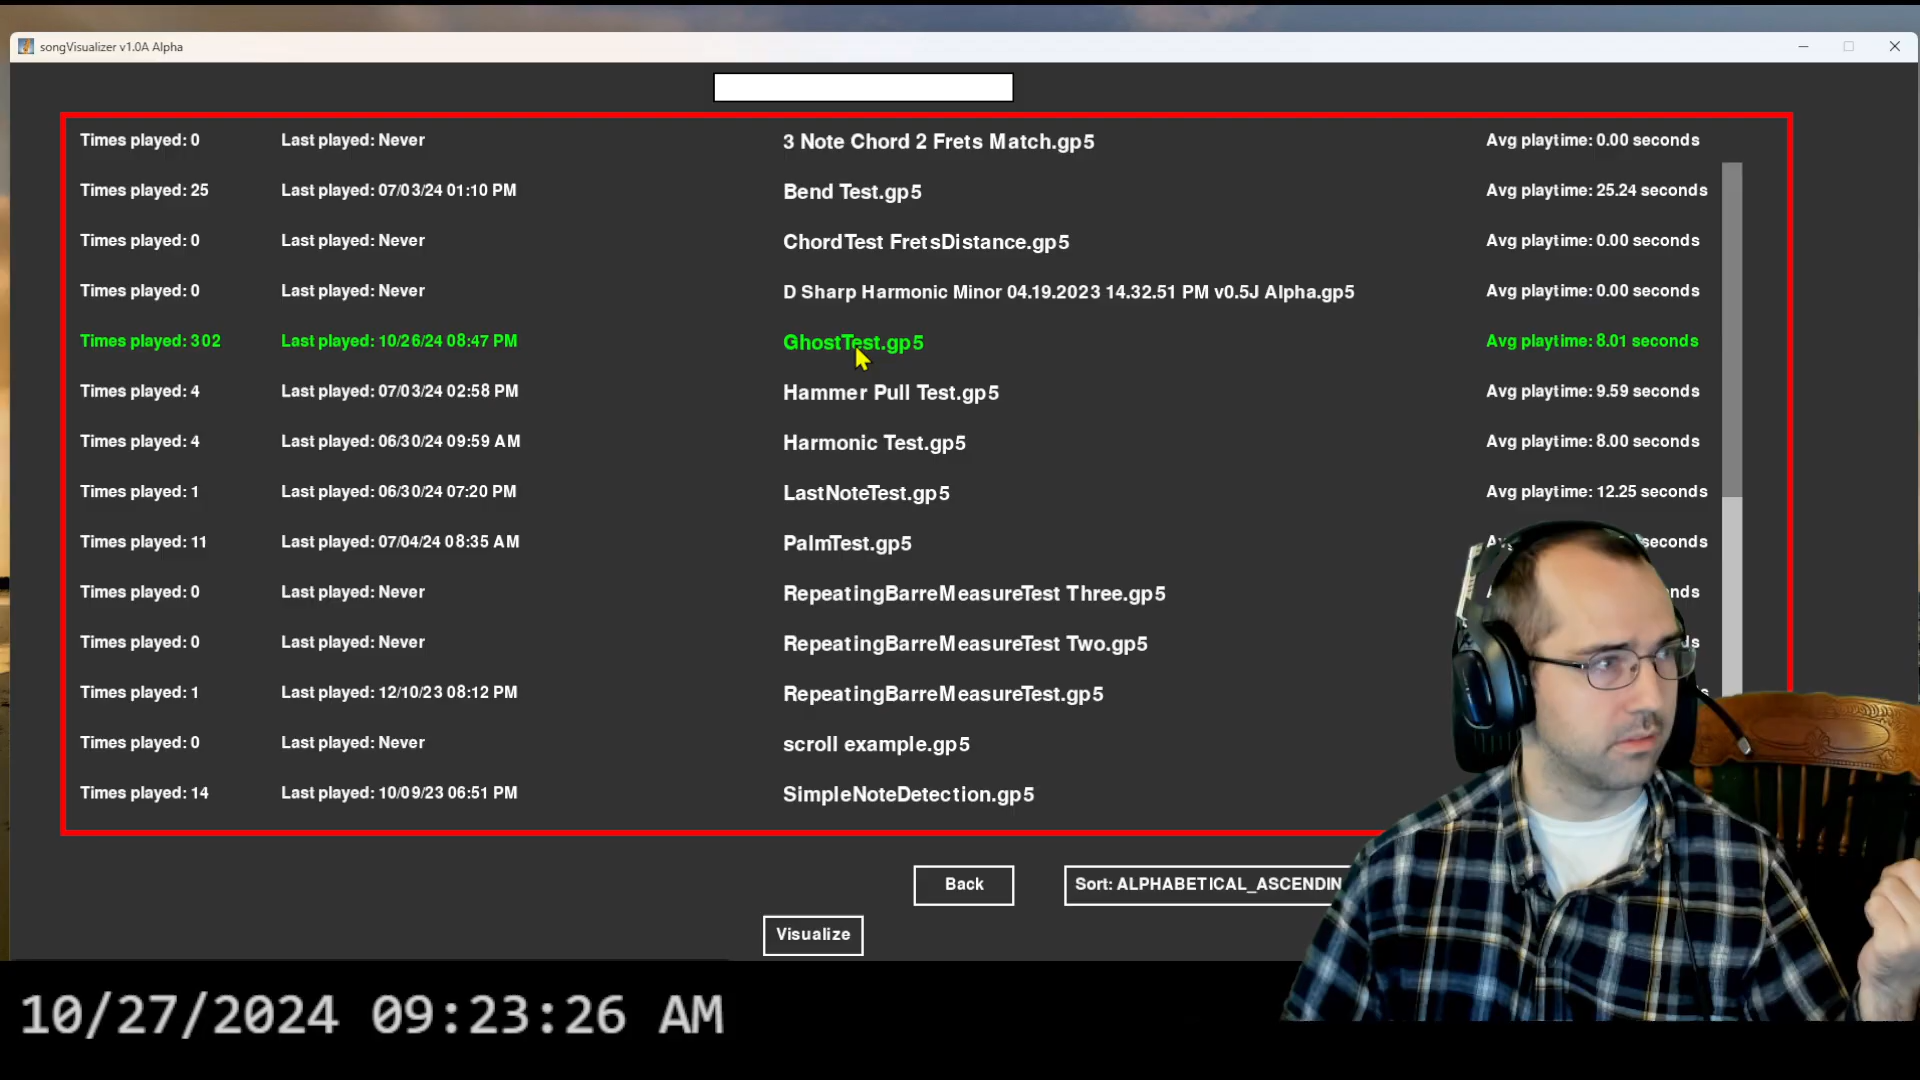 songVisualizer v1.0A Alpha
Times played: 0 Last played: Never 3 Note Chord 2 Frets Match.gp5 Avg playtime: 0.00 seconds
Times played: 25 Last played: 07/03/24 01:10 PM Bend Test.gp5 Avg playtime: 25.24 seconds
Times played: 0 Last played: Never ChordTest FretsDistance.gp5 Avg playtime: 0.00 seconds
Times played: 0 Last played: Never D Sharp Harmonic Minor 04.19.2023 14.32.51 PM v0.5J Alpha.gp5 Avg playtime: 0.00 seconds
Times played: 302 Last played: 10/26/24 08:47 PM GhostTest.gp5 Avg playtime: 8.01 seconds
Times played: 4 Last played: 07/03/24 02:58 PM Hammer Pull Test.gp5 Avg playtime: 9.59 seconds
Times played: 4 Last played: 06/30/24 09:59 AM Harmonic Test.gp5 Avg playtime: 8.00 seconds
Times played: 1 Last played: 06/30/24 07:20 PM LastNoteTest.gp5 Avg playtime: 12.25 seconds
Times played: 11 Last played: 07/04/24 08:35 AM PalmTest.gp5 seconds
Times played: 0 Last played: Never RepeatingBarreMeasureTest Three.gp5
Times played: 0 Last played: Never RepeatingBarreMeasureTest Two.gp5
Times played: 1 Last played: 12/10/23 08:12 PM RepeatingBarreMeasureTest.gp5
Times played: 0 Last played: Never scroll example.gp5
Times played: 14 Last played: 10/09/23 06:51 PM SimpleNoteDetection.gp5
Back Sort: ALPHABETICAL_ASCENDIN
Visualize
10/27/2024 09:23:26 AM